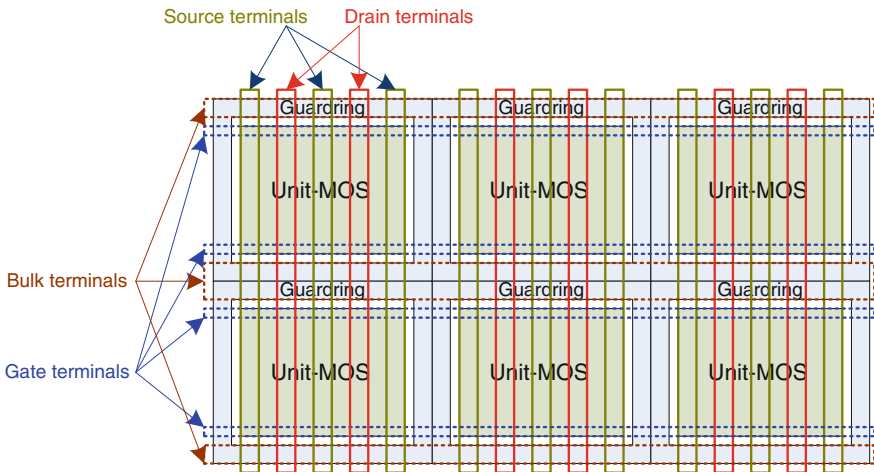 Source terminals
Drain terminals
Guardring
Guardring
Guardring
Unit-MOS
Unit-MOS
Unit-MOS
Bulk terminals
Guardring
Guardring
Guardring
Gate terminals
Unit-MOS
Unit-MOS
Unit-MOS